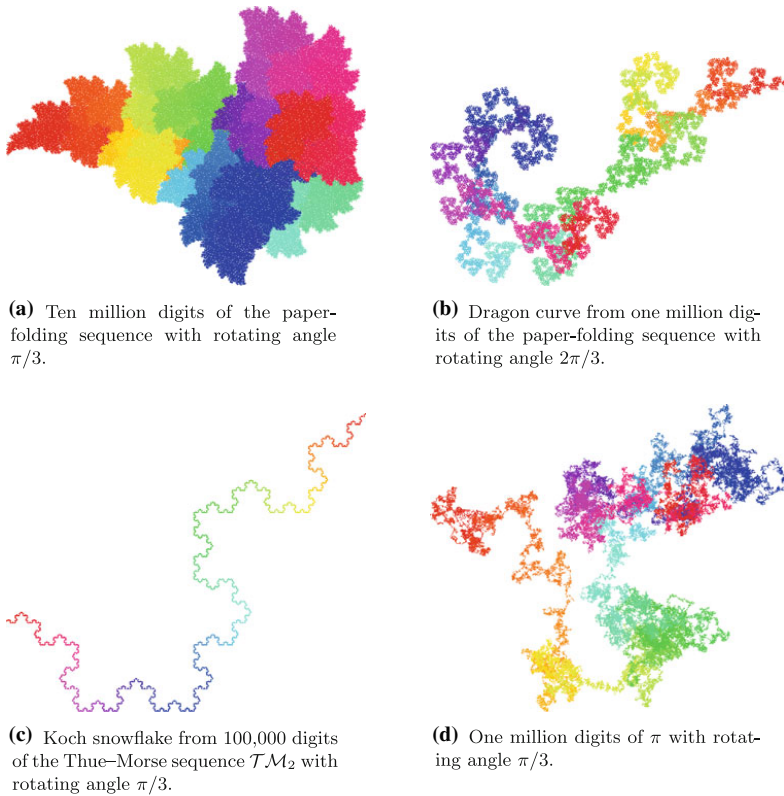 (a) Ten million digits of the paper-
folding sequence with rotating angle
π/3.
(b) Dragon curve from one million dig-
its of the paper-folding sequence with
rotating angle 2π/3.
(c) Koch snowflake from 100,000 digits
of the Thue–Morse sequence 𝒯ℳ₂ with
rotating angle π/3.
(d) One million digits of π with rotat-
ing angle π/3.